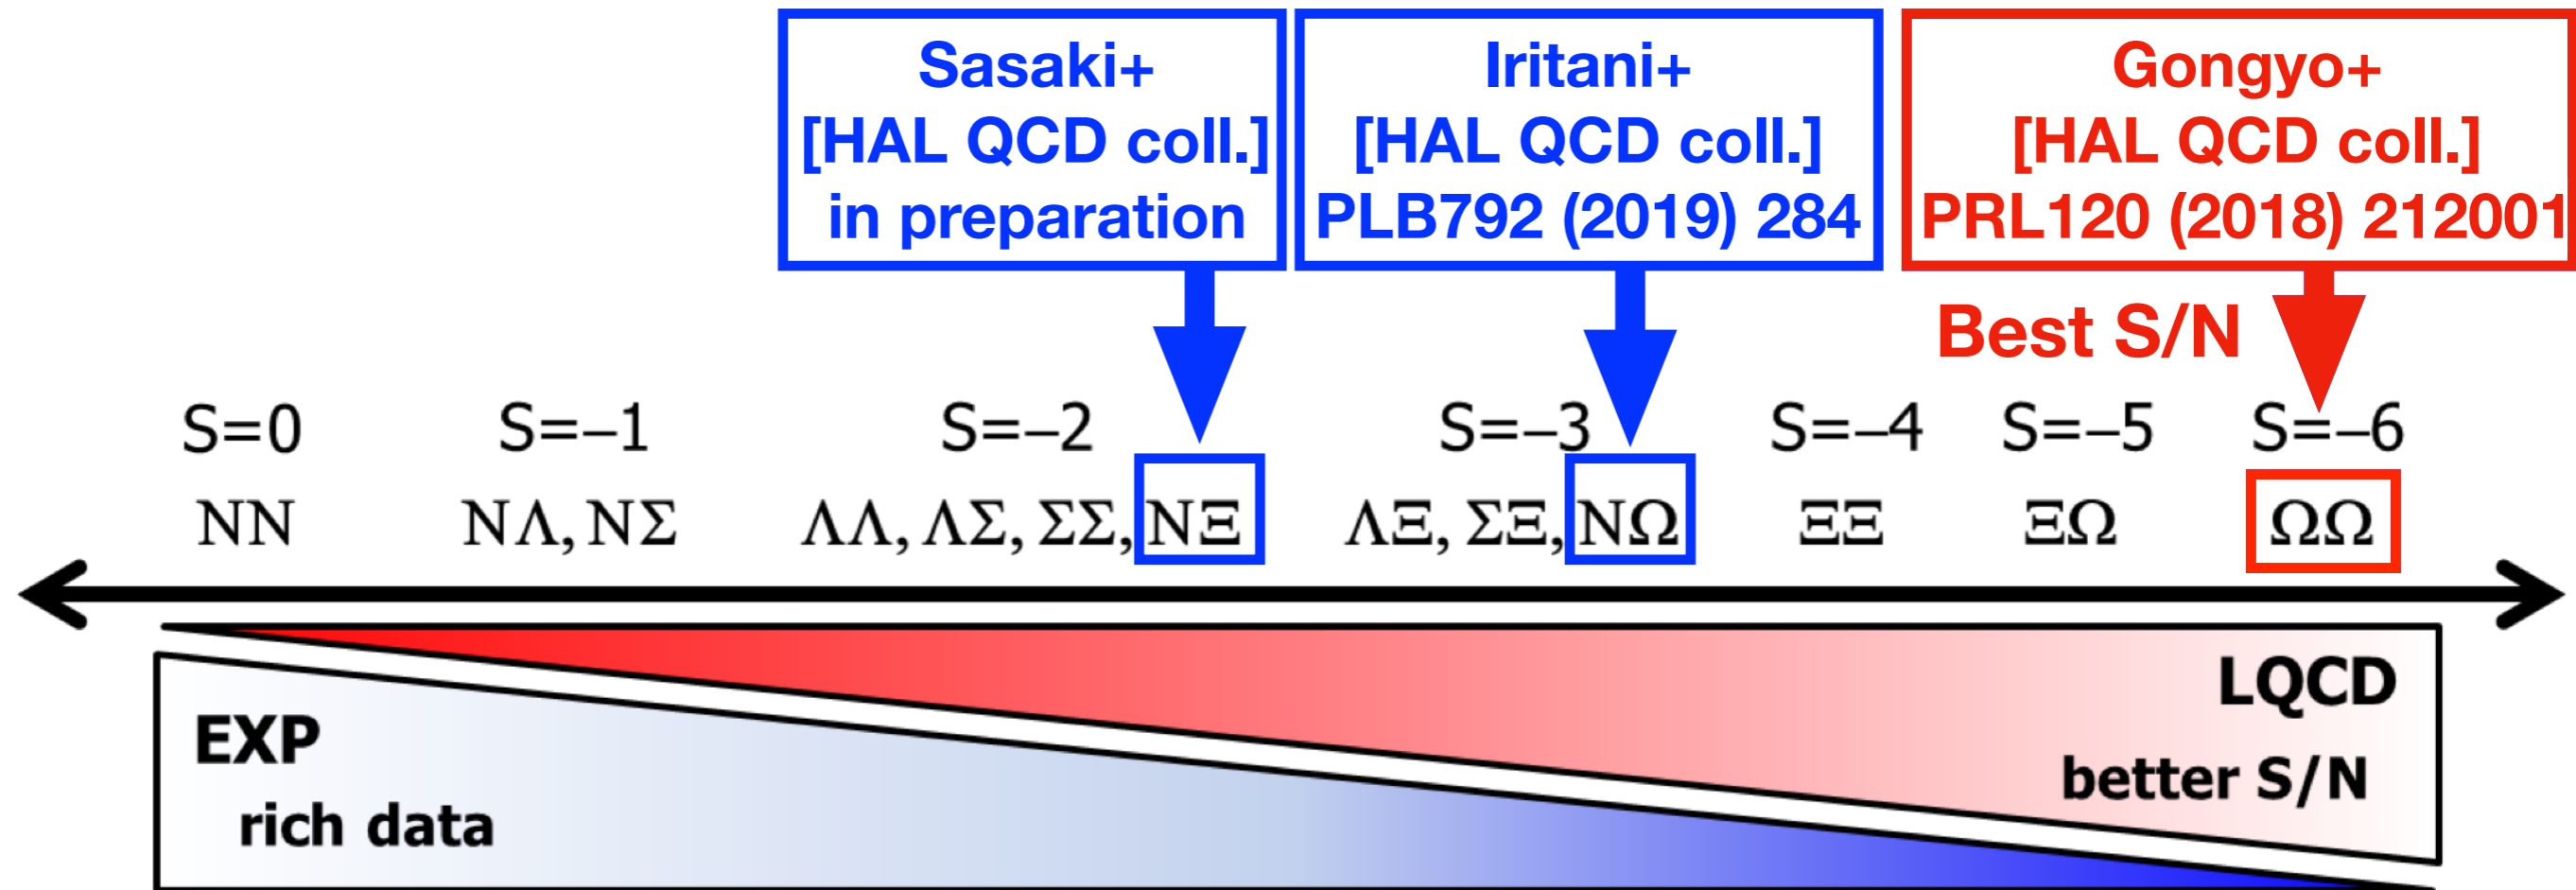 Sasaki+
[HAL QCD coll.]
in preparation
Iritani+
[HAL QCD coll.]
PLB792 (2019) 284
Gongyo+
[HAL QCD coll.]
PRL120 (2018) 212001
Best S/N
S=0 S=–1 S=–2 S=–3 S=–4 S=–5 S=–6
NN NΛ, NΣ ΛΛ, ΛΣ, ΣΣ, NΞ ΛΞ, ΣΞ, NΩ ΞΞ ΞΩ ΩΩ
LQCD
better S/N
EXP
rich data